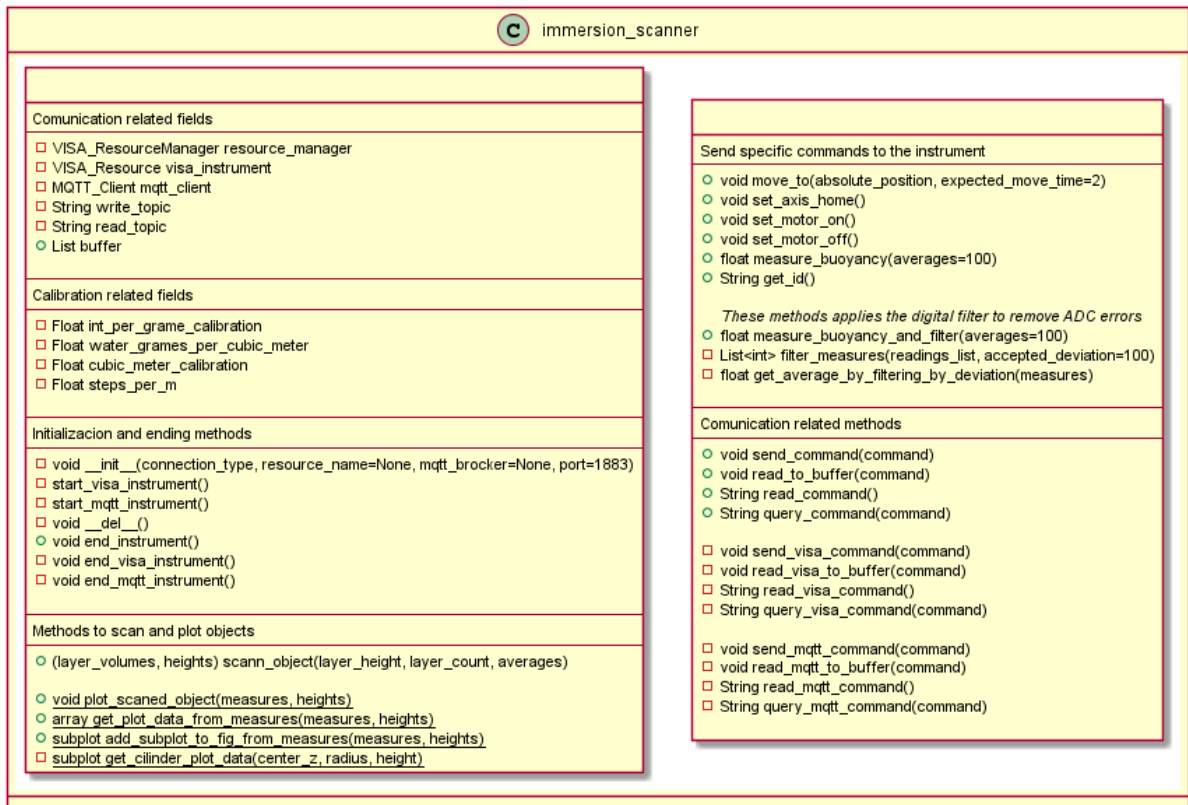 C immersion_scanner
Comunication related fields
VISA_ResourceManager resource_manager
VISA_Resource visa_instrument
MQTT_Client mqtt_client
String write_topic
String read_topic
List buffer
Calibration related fields
Float int_per_grame_calibration
Float water_grames_per_cubic_meter
Float cubic_meter_calibration
Float steps_per_m
Initializacion and ending methods
void __init__(connection_type, resource_name=None, mqtt_brocker=None, port=1883)
start_visa_instrument()
start_mqtt_instrument()
void __del__()
void end_instrument()
void end_visa_instrument()
void end_mqtt_instrument()
Methods to scan and plot objects
(layer_volumes, heights) scann_object(layer_height, layer_count, averages)
void plot_scaned_object(measures, heights)
array get_plot_data_from_measures(measures, heights)
subplot add_subplot_to_fig_from_measures(measures, heights)
subplot get_cilinder_plot_data(center_z, radius, height)
Send specific commands to the instrument
void move_to(absolute_position, expected_move_time=2)
void set_axis_home()
void set_motor_on()
void set_motor_off()
float measure_buoyancy(averages=100)
String get_id()
These methods applies the digital filter to remove ADC errors
float measure_buoyancy_and_filter(averages=100)
List<int> filter_measures(readings_list, accepted_deviation=100)
float get_average_by_filtering_by_deviation(measures)
Comunication related methods
void send_command(command)
void read_to_buffer(command)
String read_command()
String query_command(command)
void send_visa_command(command)
void read_visa_to_buffer(command)
String read_visa_command()
String query_visa_command(command)
void send_mqtt_command(command)
void read_mqtt_to_buffer(command)
String read_mqtt_command()
String query_mqtt_command(command)